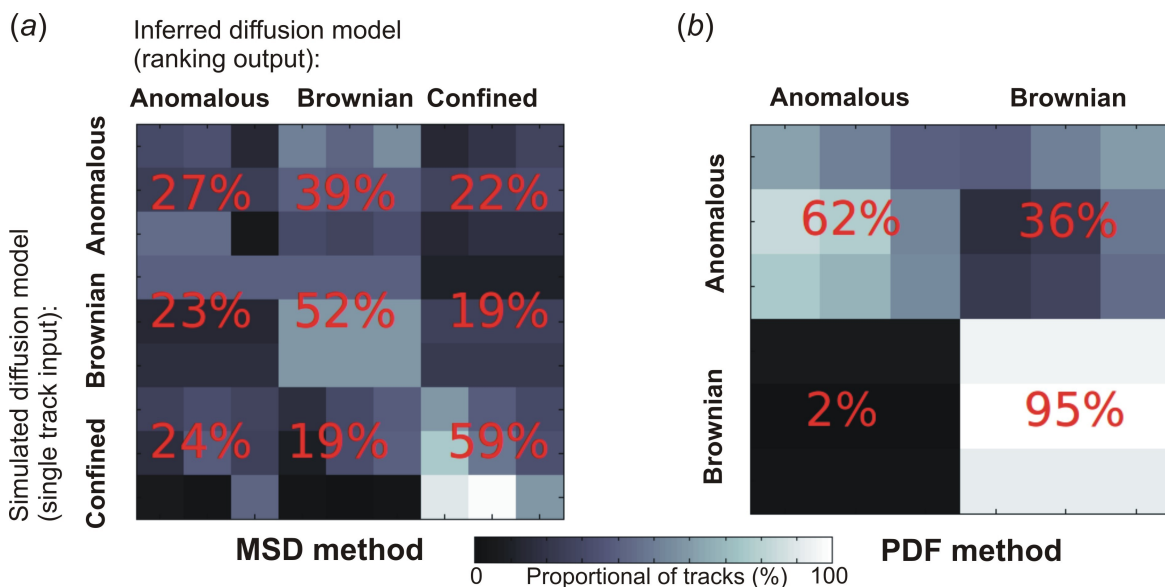 (a)
Inferred diffusion model
(ranking output):
Anomalous Brownian Confined
Simulated diffusion model
(single track input):
Anomalous
27% 39% 22%
Brownian
23% 52% 19%
Confined
24% 19% 59%
MSD method
(b)
Anomalous Brownian
Anomalous
62% 36%
Brownian
2% 95%
PDF method
0 Proportional of tracks (%) 100